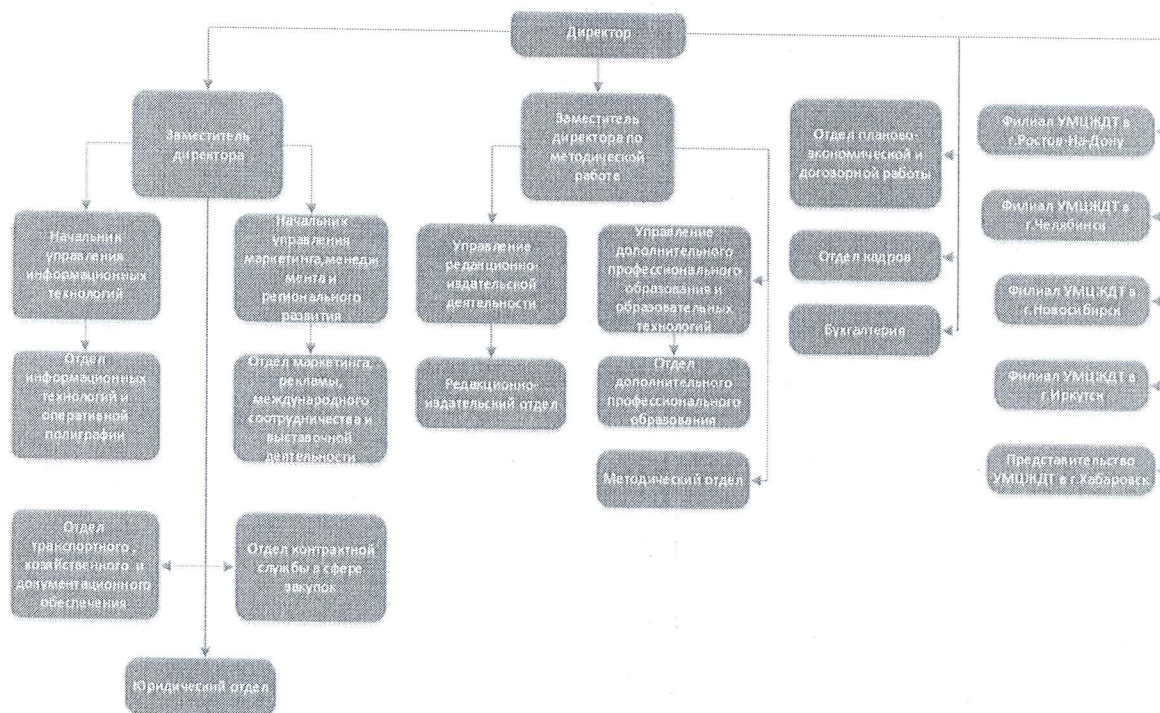 Директор
Заместитель
директора
Заместитель
директора по
методической
работе
Отдел планово-
экономической и
договорной работы
Филиал УМЦЖДТ в
г.Ростов-На-Дону
Начальник
управления
информационных
технологий
Начальник
управления
маркетинга,менедж
мента и
регионального
развития
Управление
редакционно-
издательской
деятельности
Управление
дополнительного
профессионального
образования и
образовательных
технологий
Отдел кадров
Филиал УМЦЖДТ в
г.Челябинск
Бухгалтерия
Филиал УМЦЖДТ в
г.Новосибирск
Отдел
информационных
технологий и
оперативной
полиграфии
Отдел маркетинга,
рекламы,
международного
соотрудничества и
выставочной
деятельности
Редакционно-
издательский отдел
Отдел
дополнительного
профессионального
образования
Филиал УМЦЖДТ в
г.Иркутск
Методический отдел
Представительство
УМЦЖДТ в г.Хабаровск
Отдел
транспортного ,
хозяйственного и
документационного
обеспечения
Отдел контрактной
службы в сфере
закупок
Юридический отдел